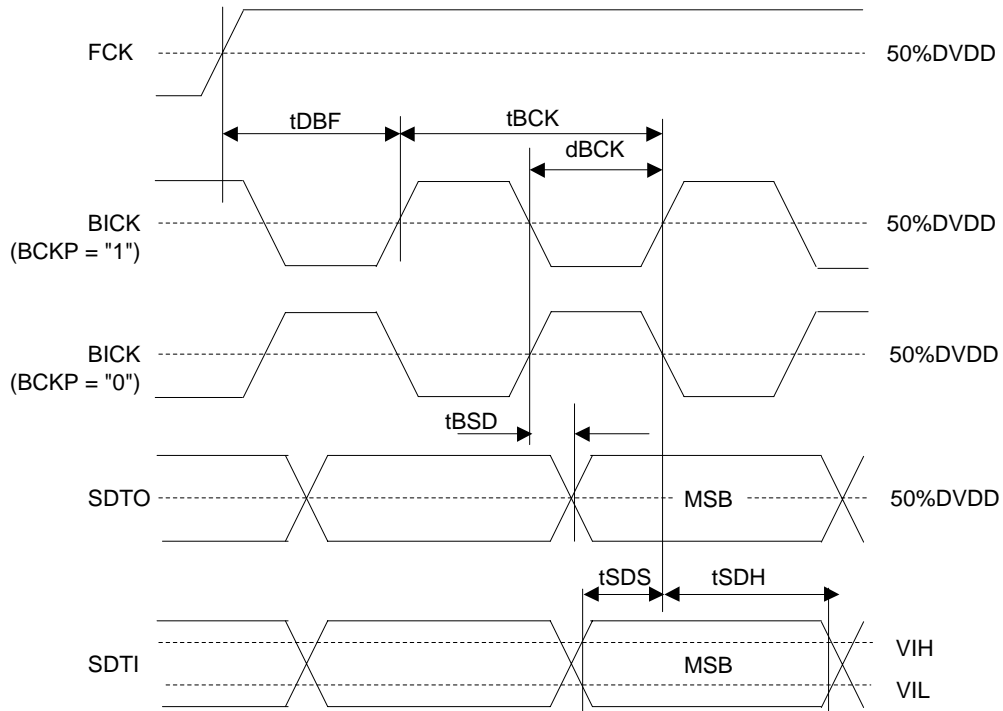 FCK
50%DVDD
tDBF
tBCK
dBCK
BICK
(BCKP = "1")
50%DVDD
BICK
(BCKP = "0")
50%DVDD
tBSD
SDTO
MSB
50%DVDD
tSDS
tSDH
SDTI
MSB
VIH
VIL